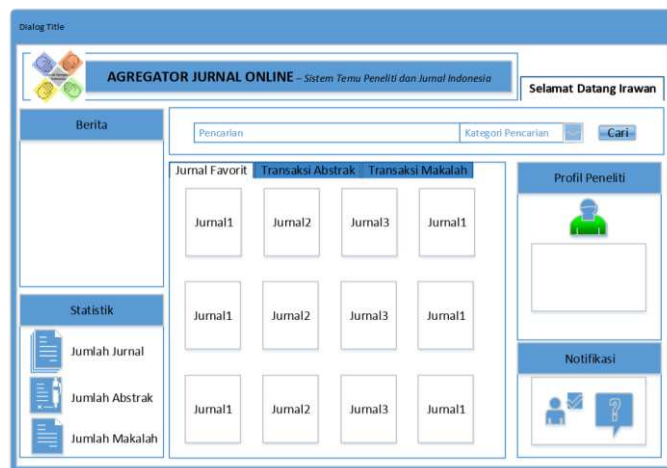 Dialog Title
AGREGATOR JURNAL ONLINE – Sistem Temu Peneliti dan Jurnal Indonesia
Selamat Datang Irawan
Berita
Pencarian
Kategori Pencarian
Cari
Jurnal Favorit
Transaksi Abstrak
Transaksi Makalah
Jurnal1
Jurnal2
Jurnal3
Jurnal1
Jurnal1
Jurnal2
Jurnal3
Jurnal1
Jurnal1
Jurnal2
Jurnal3
Jurnal1
Profil Peneliti
Statistik
Jumlah Jurnal
Jumlah Abstrak
Jumlah Makalah
Notifikasi
?